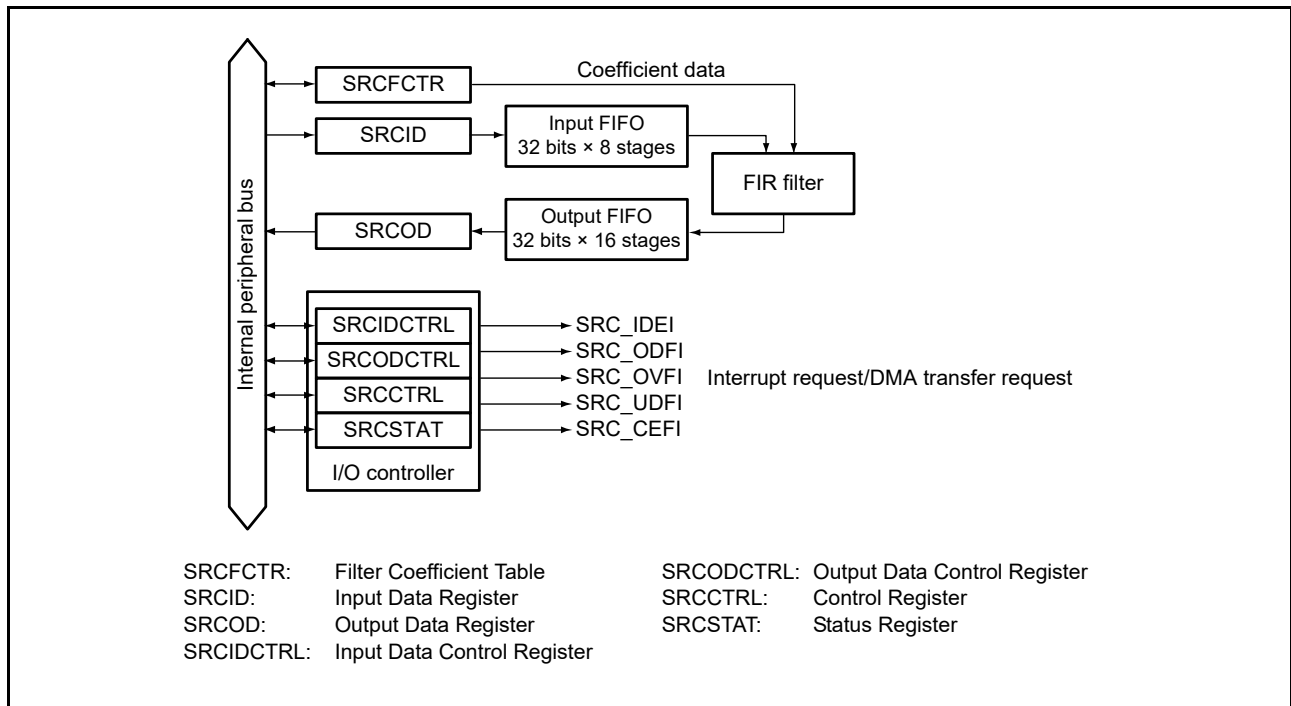 Internal peripheral bus
SRCFCTR
Coefficient data
SRCID
Input FIFO
32 bits × 8 stages
FIR filter
SRCOD
Output FIFO
32 bits × 16 stages
SRCIDCTRL
SRCODCTRL
SRCCTRL
SRCSTAT
I/O controller
SRC_IDEI
SRC_ODFI
SRC_OVFI
SRC_UDFI
SRC_CEFI
Interrupt request/DMA transfer request
SRCFCTR: Filter Coefficient Table
SRCID: Input Data Register
SRCOD: Output Data Register
SRCIDCTRL: Input Data Control Register
SRCODCTRL: Output Data Control Register
SRCCTRL: Control Register
SRCSTAT: Status Register